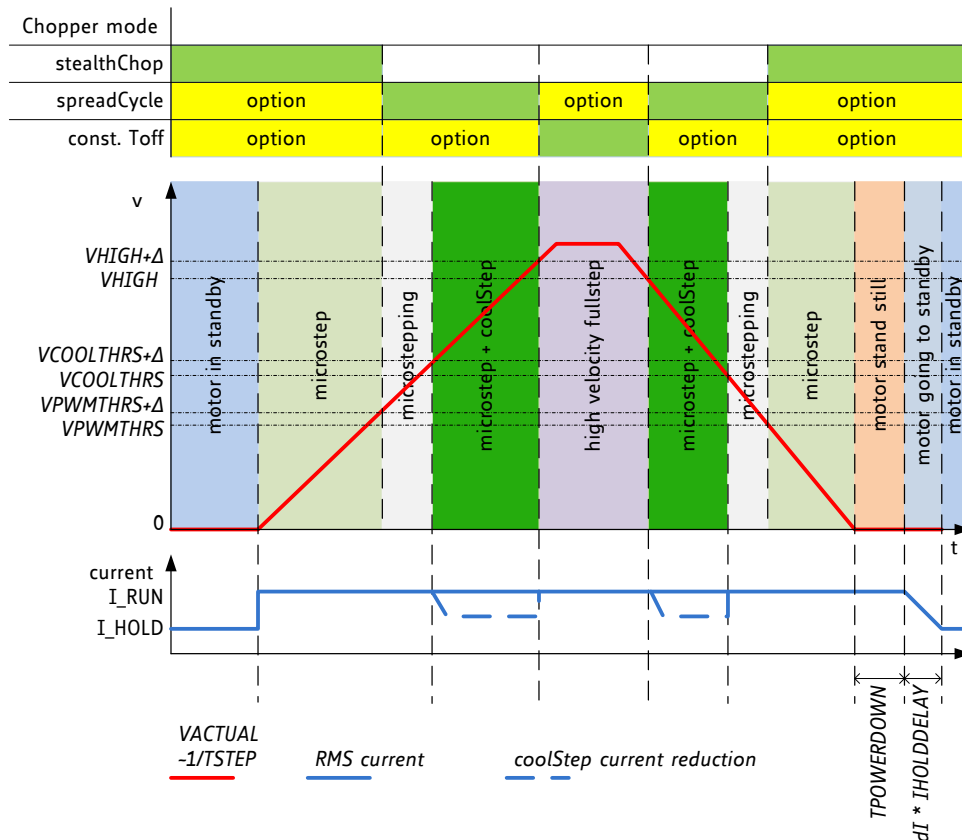 Chopper mode
stealthChop
spreadCycle option option option
const. Toff option option option option
v
VHIGH+Δ
VHIGH
VCOOLTHRS+Δ
VCOOLTHRS
VPWMTHRS+Δ
VPWMTHRS
0
motor in standby
microstep
microstepping
microstep + coolStep
high velocity fullstep
microstep + coolStep
microstepping
microstep
motor stand still
motor going to standby
motor in standby
t
current
I_RUN
I_HOLD
TPOWERDOWN
dI * IHOLDDELAY
VACTUAL
~1/TSTEP
RMS current
coolStep current reduction